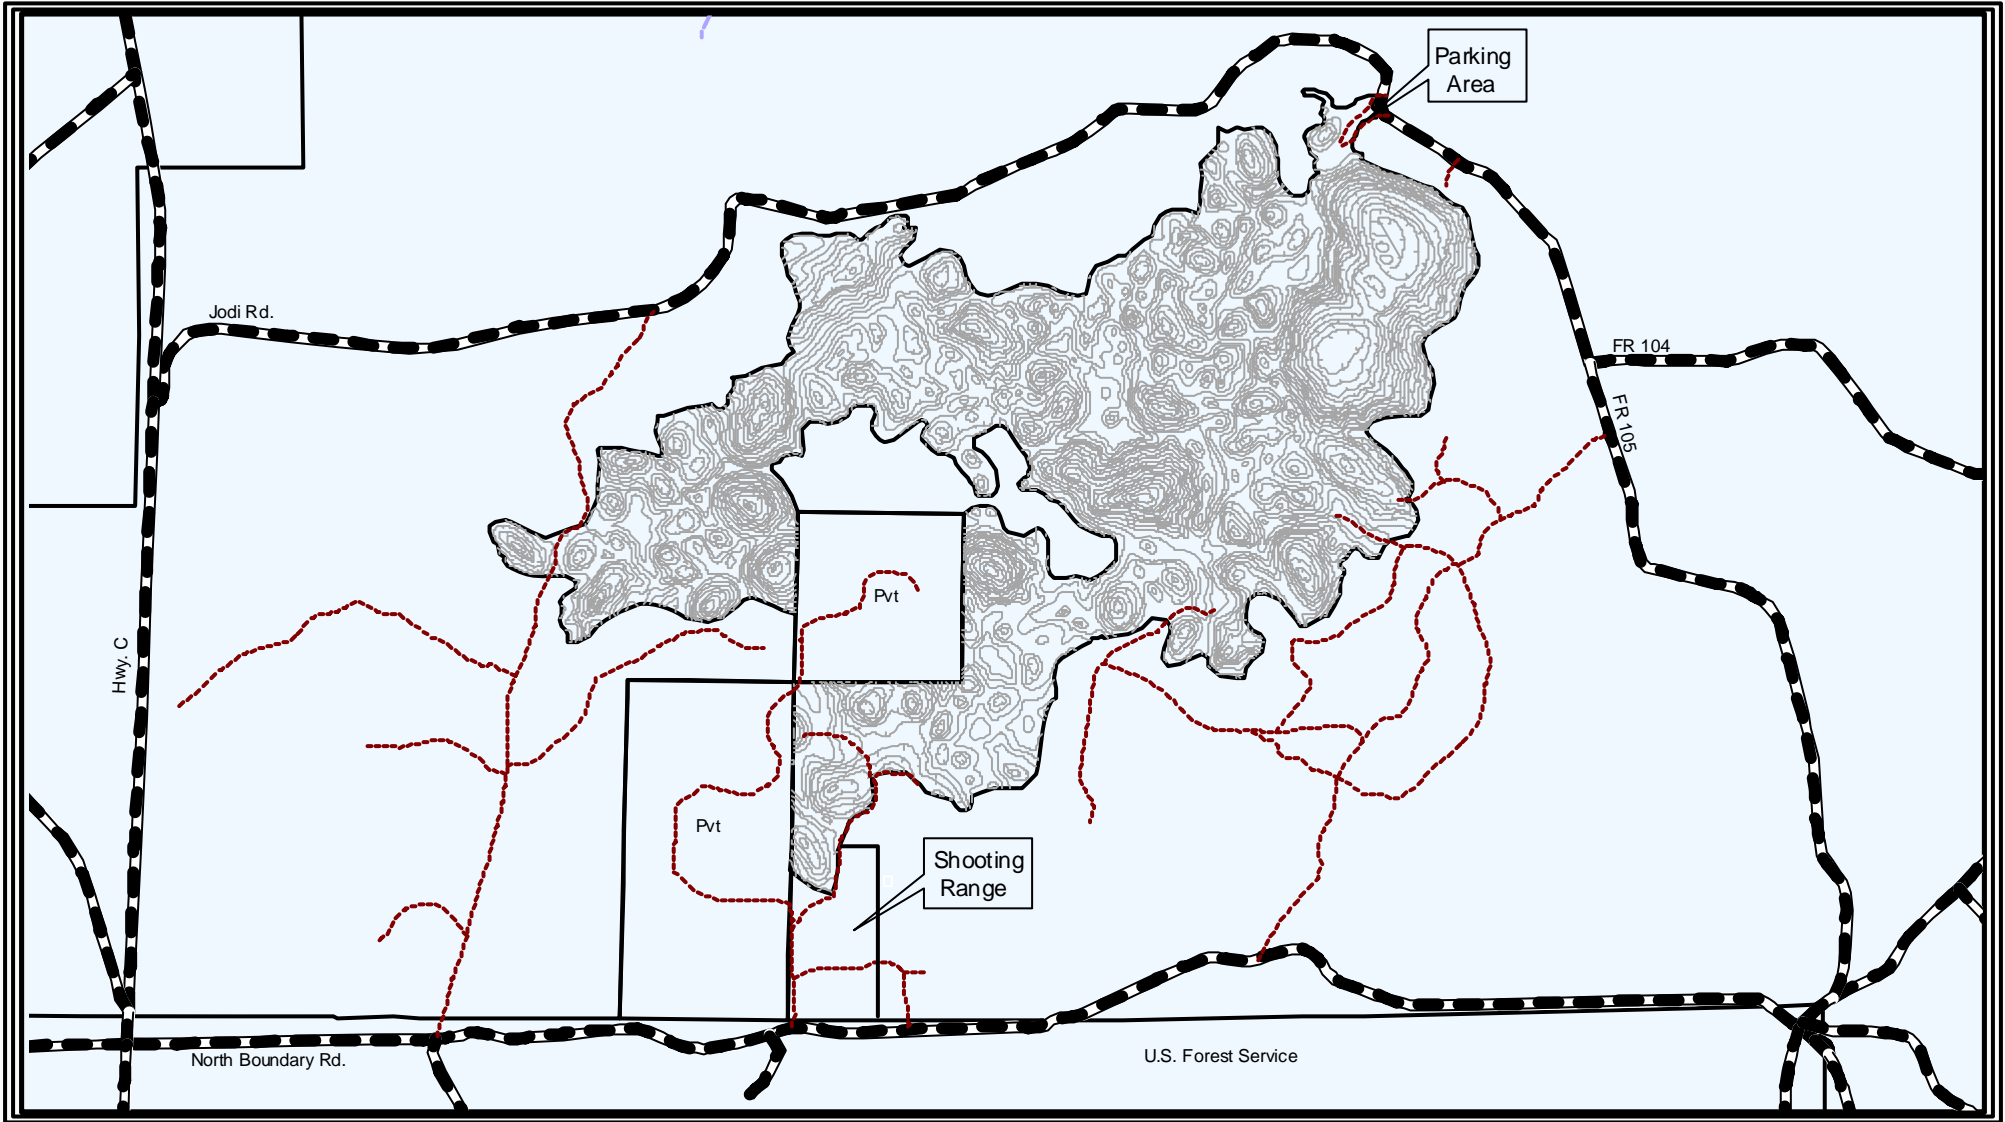 Parking
Area
Jodi Rd.
FR 104
FR 105
Pvt
Hwy. C
Pvt
Shooting
Range
North Boundary Rd.
U.S. Forest Service